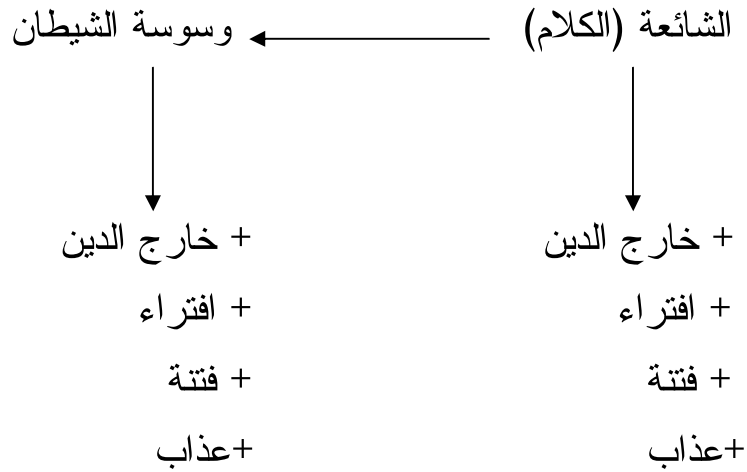 الشائعة (الكلام) وسوسة الشيطان
+ خارج الدين + خارج الدين
+ افتراء + افتراء
+ فتنة + فتنة
+عذاب +عذاب